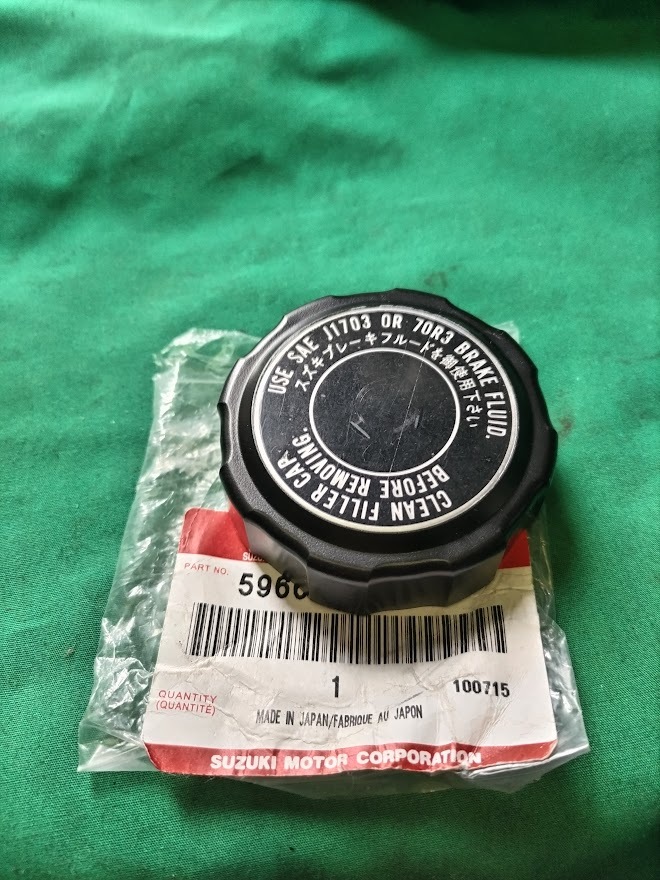 USE SAE J1703 OR 70R3 BRAKE FLUID.
スズキブレーキフルードを御使用下さい
CLEAN FILLER CAP
BEFORE REMOVING.
PART NO.
1
100715
QUANTITY
(QUANTITÉ)
MADE IN JAPAN/FABRIQUE AU JAPON
SUZUKI MOTOR CORPORATION